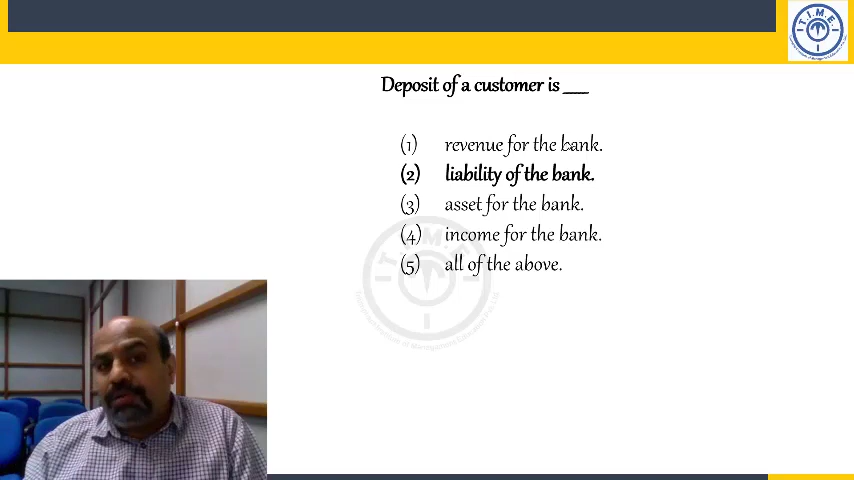 T.I.M.E.
Deposit of a customer is ___
(1) revenue for the bank.
(2) liability of the bank.
(3) asset for the bank.
(4) income for the bank.
(5) all of the above.
T.I.M.E.